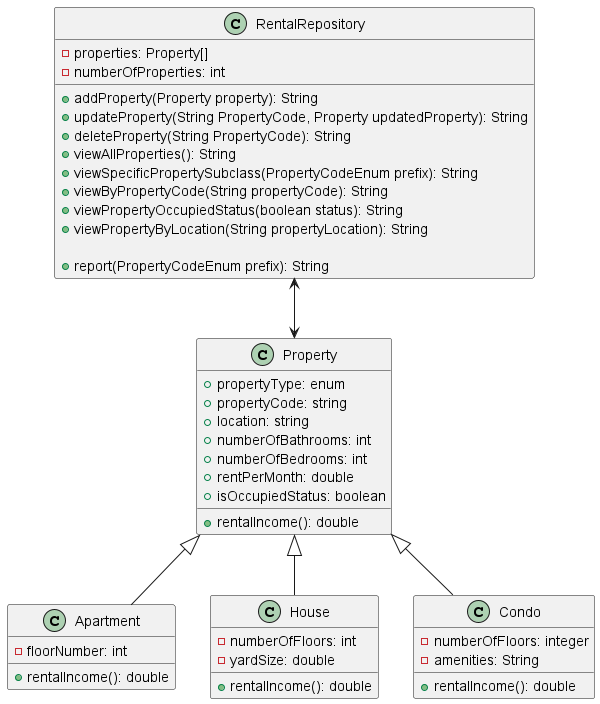 C RentalRepository
properties: Property[]
numberOfProperties: int
addProperty(Property property): String
updateProperty(String PropertyCode, Property updatedProperty): String
deleteProperty(String PropertyCode): String
viewAllProperties(): String
viewSpecificPropertySubclass(PropertyCodeEnum prefix): String
viewByPropertyCode(String propertyCode): String
viewPropertyOccupiedStatus(boolean status): String
viewPropertyByLocation(String propertyLocation): String
report(PropertyCodeEnum prefix): String
C Property
propertyType: enum
propertyCode: string
location: string
numberOfBathrooms: int
numberOfBedrooms: int
rentPerMonth: double
isOccupiedStatus: boolean
rentalIncome(): double
C Apartment
floorNumber: int
rentalIncome(): double
C House
numberOfFloors: int
yardSize: double
rentalIncome(): double
C Condo
numberOfFloors: integer
amenities: String
rentalIncome(): double